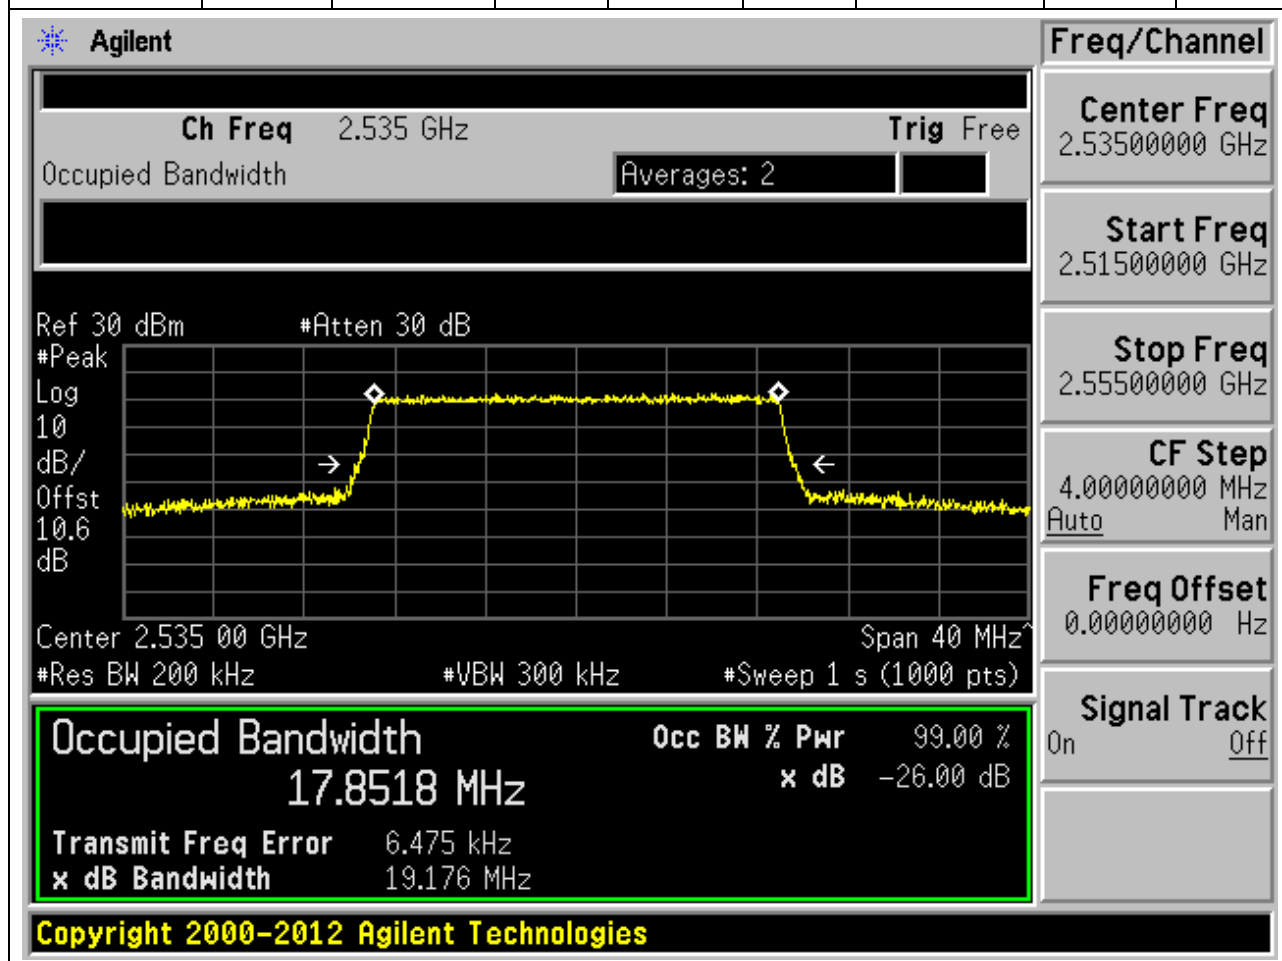 Agilent
Freq/Channel
Ch Freq 2.535 GHz Trig Free
Occupied Bandwidth Averages: 2
Center Freq
2.53500000 GHz
Start Freq
2.51500000 GHz
Stop Freq
2.55500000 GHz
CF Step
4.00000000 MHz
Auto Man
Freq Offset
0.00000000 Hz
Signal Track
On Off
Ref 30 dBm #Atten 30 dB
#Peak
Log
10
dB/
Offst
10.6
dB
Center 2.535 00 GHz Span 40 MHz^
#Res BW 200 kHz #VBW 300 kHz #Sweep 1 s (1000 pts)
Occupied Bandwidth Occ BW % Pwr 99.00 %
17.8518 MHz x dB -26.00 dB
Transmit Freq Error 6.475 kHz
x dB Bandwidth 19.176 MHz
Copyright 2000-2012 Agilent Technologies